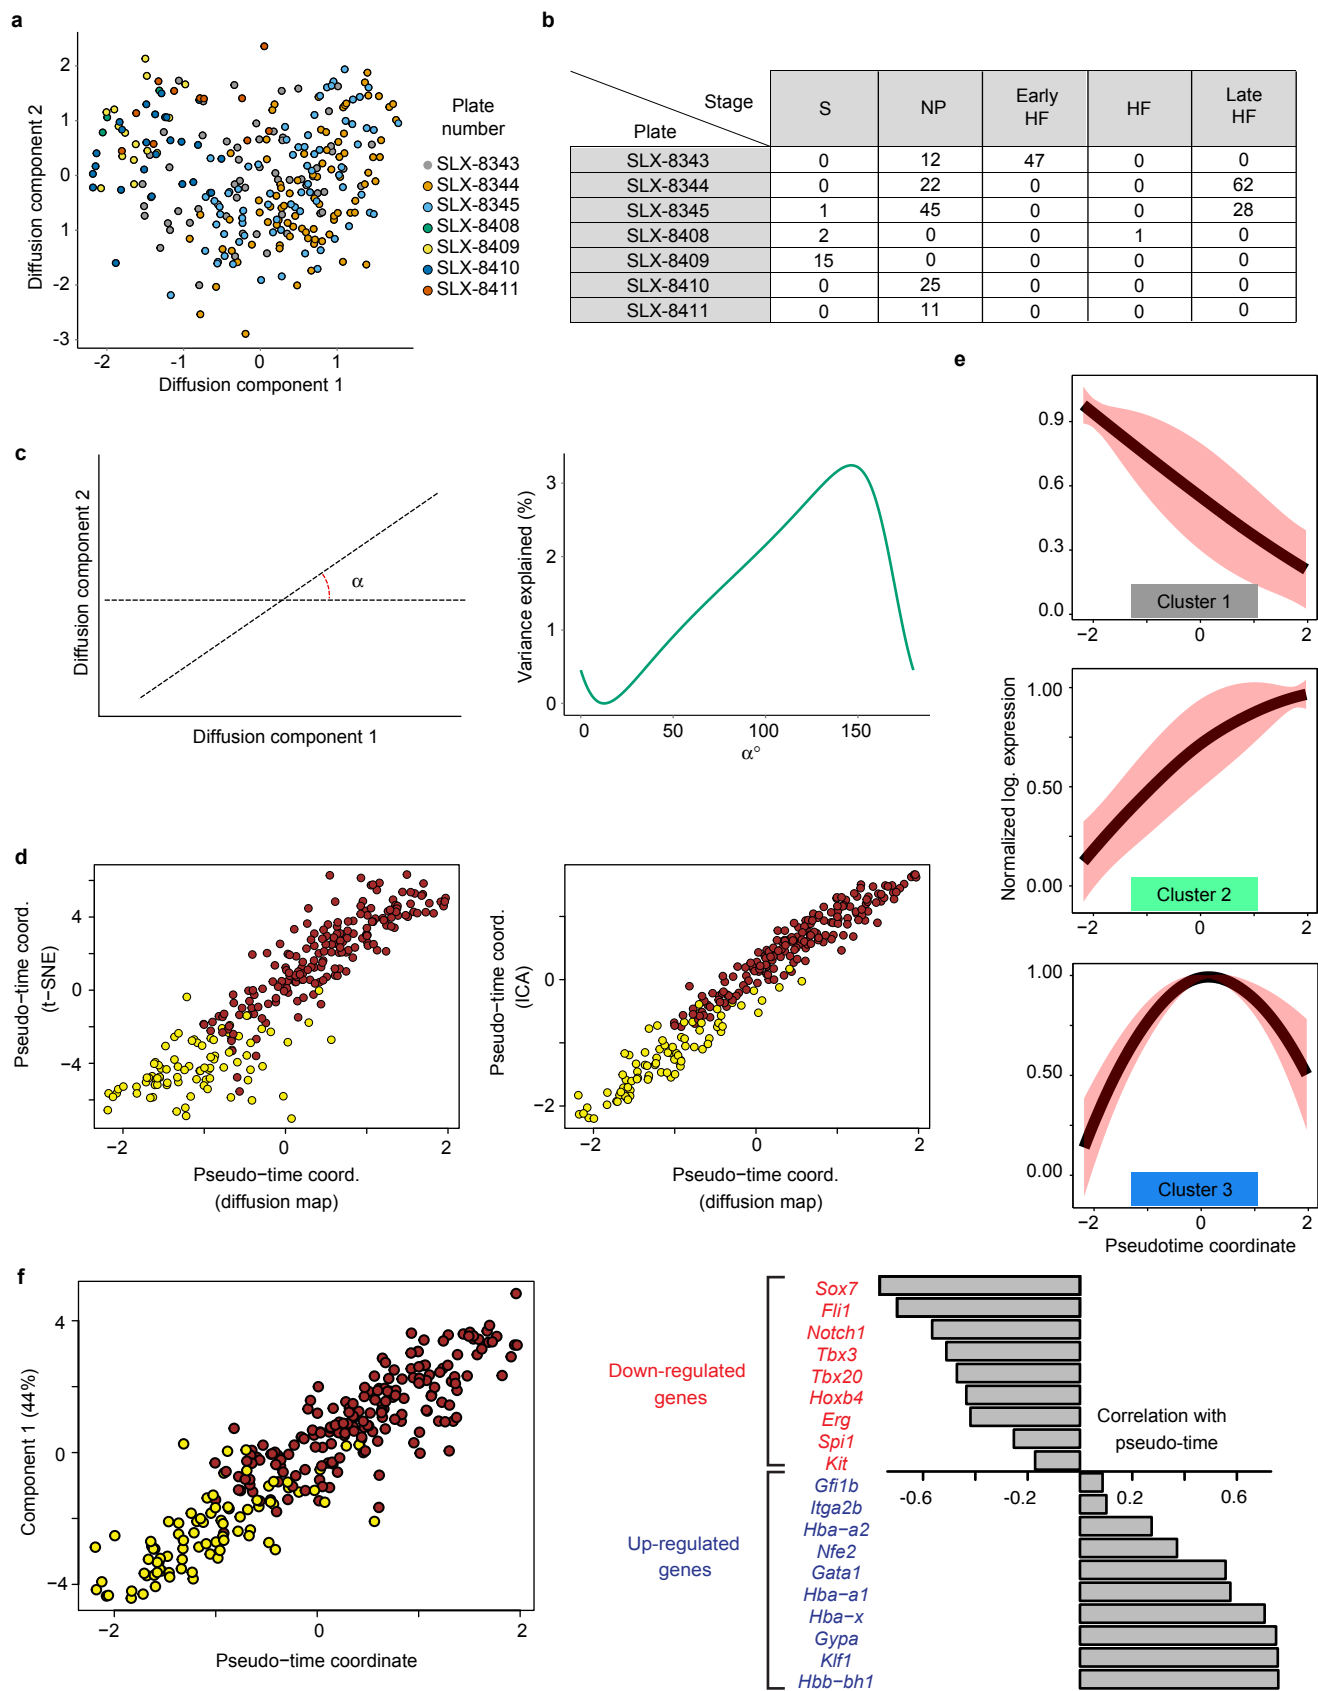 a
Diffusion component 2
2
1
0
1
-2
-3
-2
-1
0
1
Diffusion component 1
Plate
number
SLX-8343
SLX-8344
SLX-8345
SLX-8408
SLX-8409
SLX-8410
SLX-8411
b
Stage
Plate
S
NP
Early
HF
HF
Late
HF
SLX-8343 0 12 47 0 0
SLX-8344 0 22 0 0 62
SLX-8345 1 45 0 0 28
SLX-8408 2 0 0 1 0
SLX-8409 15 0 0 0 0
SLX-8410 0 25 0 0 0
SLX-8411 0 11 0 0 0
c
Diffusion component 2
α
Diffusion component 1
Variance explained (%)
3
2
1
0
0
50
100
150
α°
d
Pseudo-time coord.
(t−SNE)
4
0
−4
−2
0
2
Pseudo−time coord.
(diffusion map)
Pseudo-time coord.
(ICA)
0
−2
−2
0
2
Pseudo−time coord.
(diffusion map)
e
Normalized log. expression
0.9
0.6
0.3
0.0
Cluster 1
−2
0
2
1.00
0.50
0.00
Cluster 2
−2
0
2
1.00
0.50
0.00
Cluster 3
−2
0
2
Pseudotime coordinate
f
Component 1 (44%)
4
0
−4
−2
0
2
Pseudo-time coordinate
Down-regulated
genes
Sox7
Fli1
Notch1
Tbx3
Tbx20
Hoxb4
Erg
Spi1
Kit
Correlation with
pseudo-time
-0.6
-0.2
0.2
0.6
Up-regulated
genes
Gfi1b
Itga2b
Hba−a2
Nfe2
Gata1
Hba−a1
Hba−x
Gypa
Klf1
Hbb−bh1